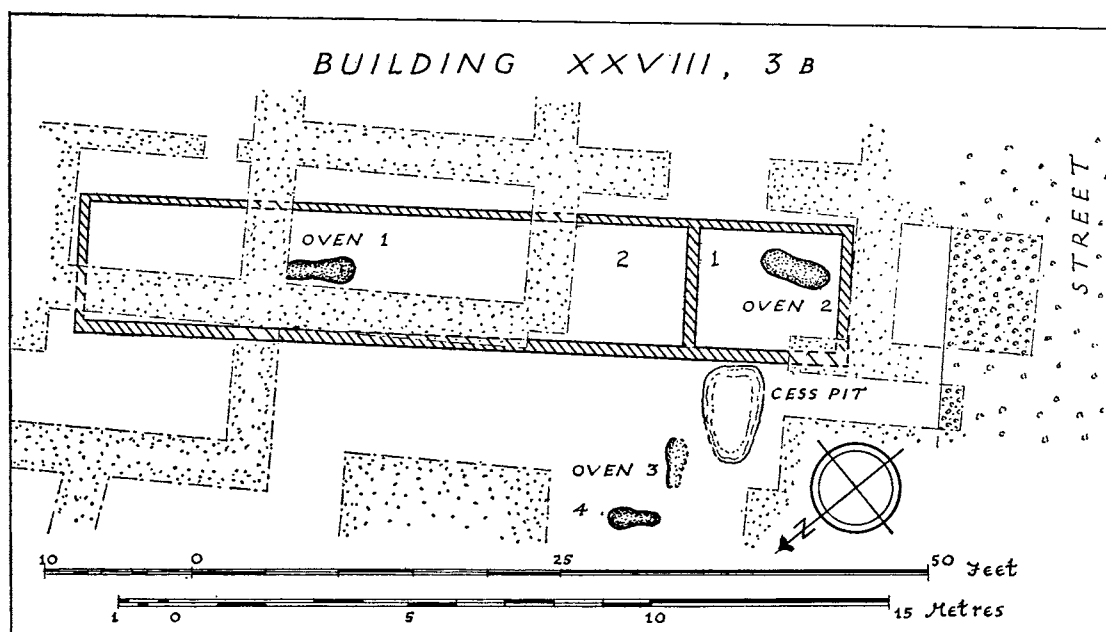 BUILDING XXVIII, 3 B
STREET
OVEN 1
2
1
OVEN 2
CESS PIT
OVEN 3
4
N
10 0 25 50 Feet
1 0 5 10 15 Metres